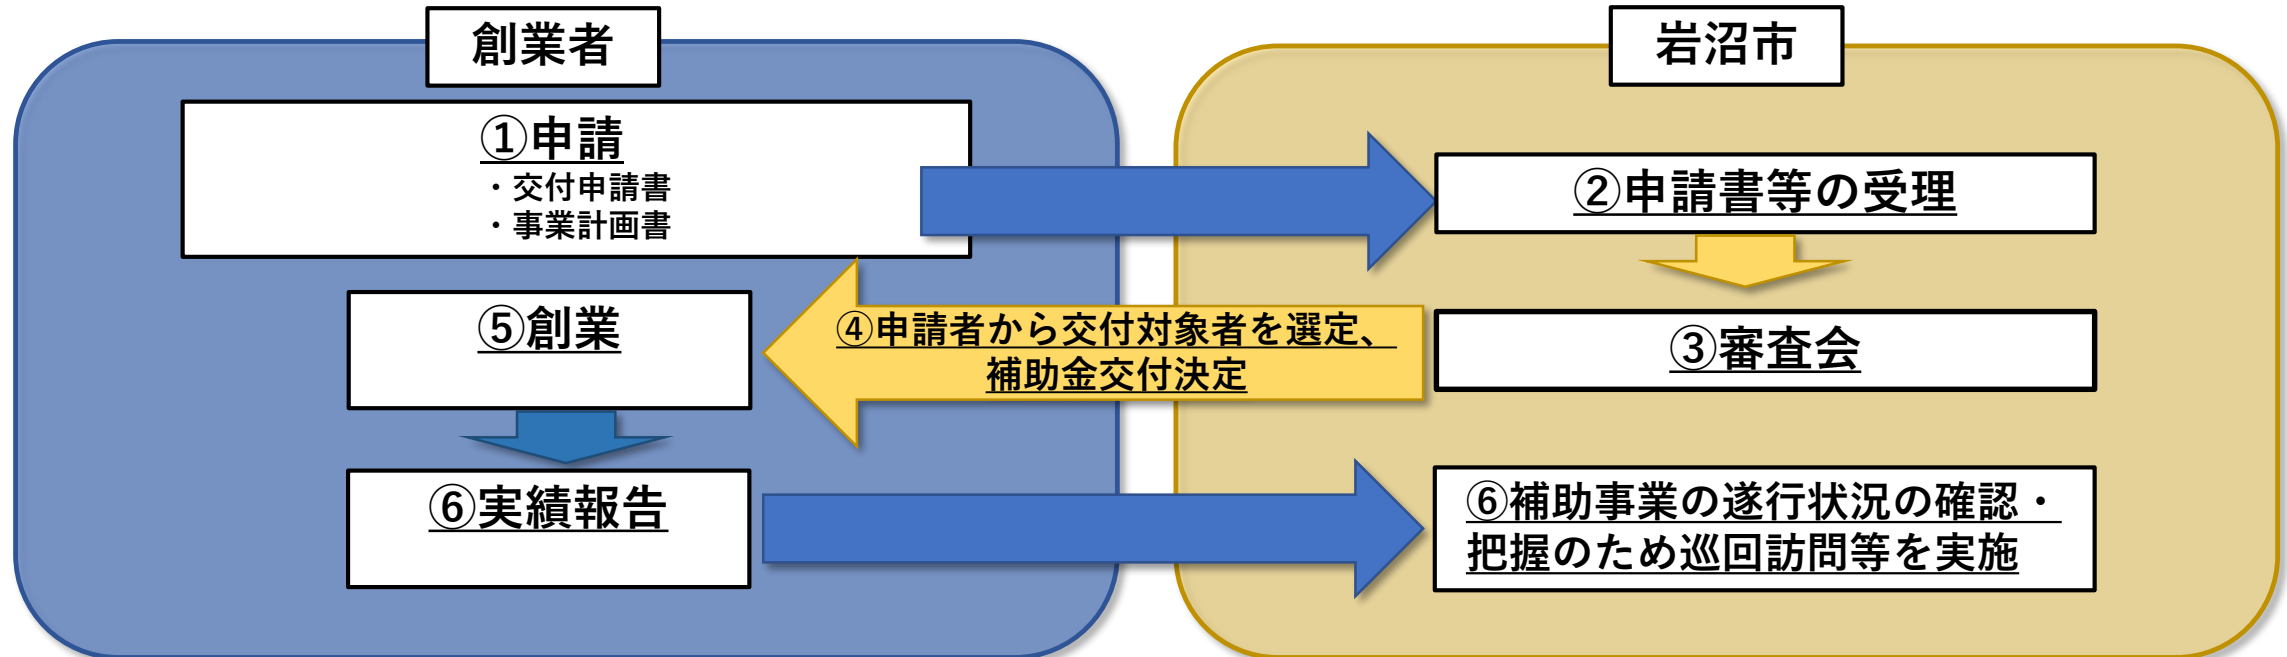 創業者
①申請
・交付申請書
・事業計画書
⑤創業
⑥実績報告
④申請者から交付対象者を選定、
補助金交付決定
岩沼市
②申請書等の受理
③審査会
⑥補助事業の遂行状況の確認・
把握のため巡回訪問等を実施